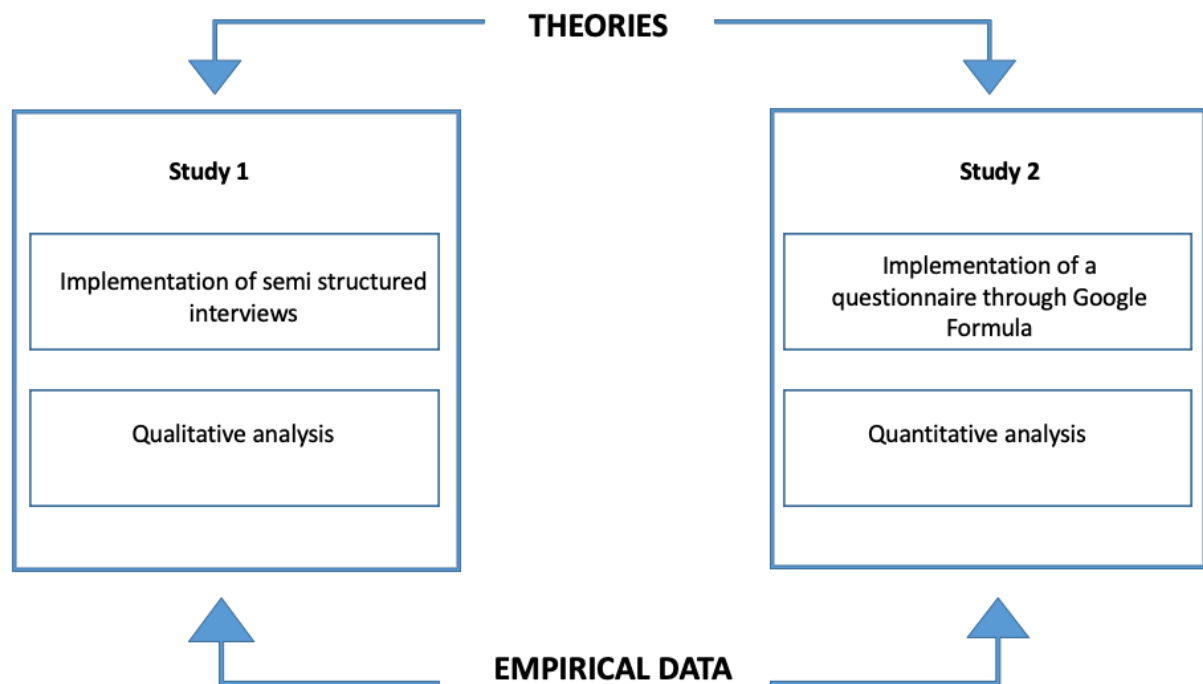 THEORIES
Study 1
Implementation of semi structured
interviews
Qualitative analysis
Study 2
Implementation of a
questionnaire through Google
Formula
Quantitative analysis
EMPIRICAL DATA